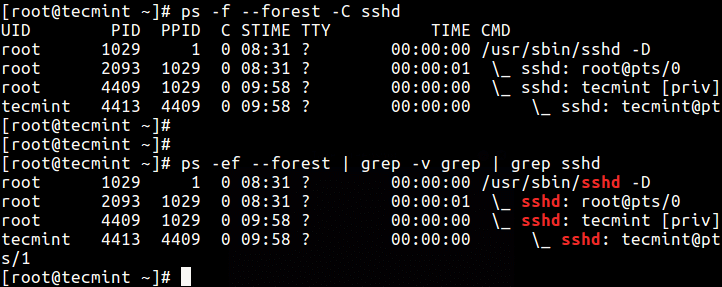 [root@tecmint ~]# ps -f --forest -C sshd
UID        PID  PPID  C STIME TTY          TIME CMD
root      1029     1  0 08:31 ?        00:00:00 /usr/sbin/sshd -D
root      2093  1029  0 08:31 ?        00:00:01  \_ sshd: root@pts/0
root      4409  1029  0 09:58 ?        00:00:00  \_ sshd: tecmint [priv]
tecmint   4413  4409  0 09:58 ?        00:00:00      \_ sshd: tecmint@pt
[root@tecmint ~]#
[root@tecmint ~]#
[root@tecmint ~]# ps -ef --forest | grep -v grep | grep sshd
root      1029     1  0 08:31 ?        00:00:00 /usr/sbin/sshd -D
root      2093  1029  0 08:31 ?        00:00:01  \_ sshd: root@pts/0
root      4409  1029  0 09:58 ?        00:00:00  \_ sshd: tecmint [priv]
tecmint   4413  4409  0 09:58 ?        00:00:00      \_ sshd: tecmint@pt
s/1
[root@tecmint ~]#